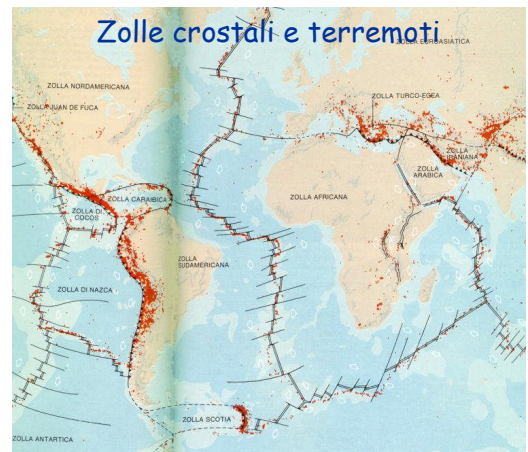 Zolle crostali e terremoti
ZOLLA EUROASIATICA
ZOLLA NORDAMERICANA
ZOLLA TURCO-EGEA
ZOLLA JUAN DE FUCA
ZOLLA
IRANIANA
ZOLLA
ARABICA
ZOLLA CARAIBICA
ZOLLA AFRICANA
ZOLLA DI
COCOS
ZOLLA
SUDAMERICANA
ZOLLA DI NAZCA
ZOLLA SCOTIA
ZOLLA ANTARTICA